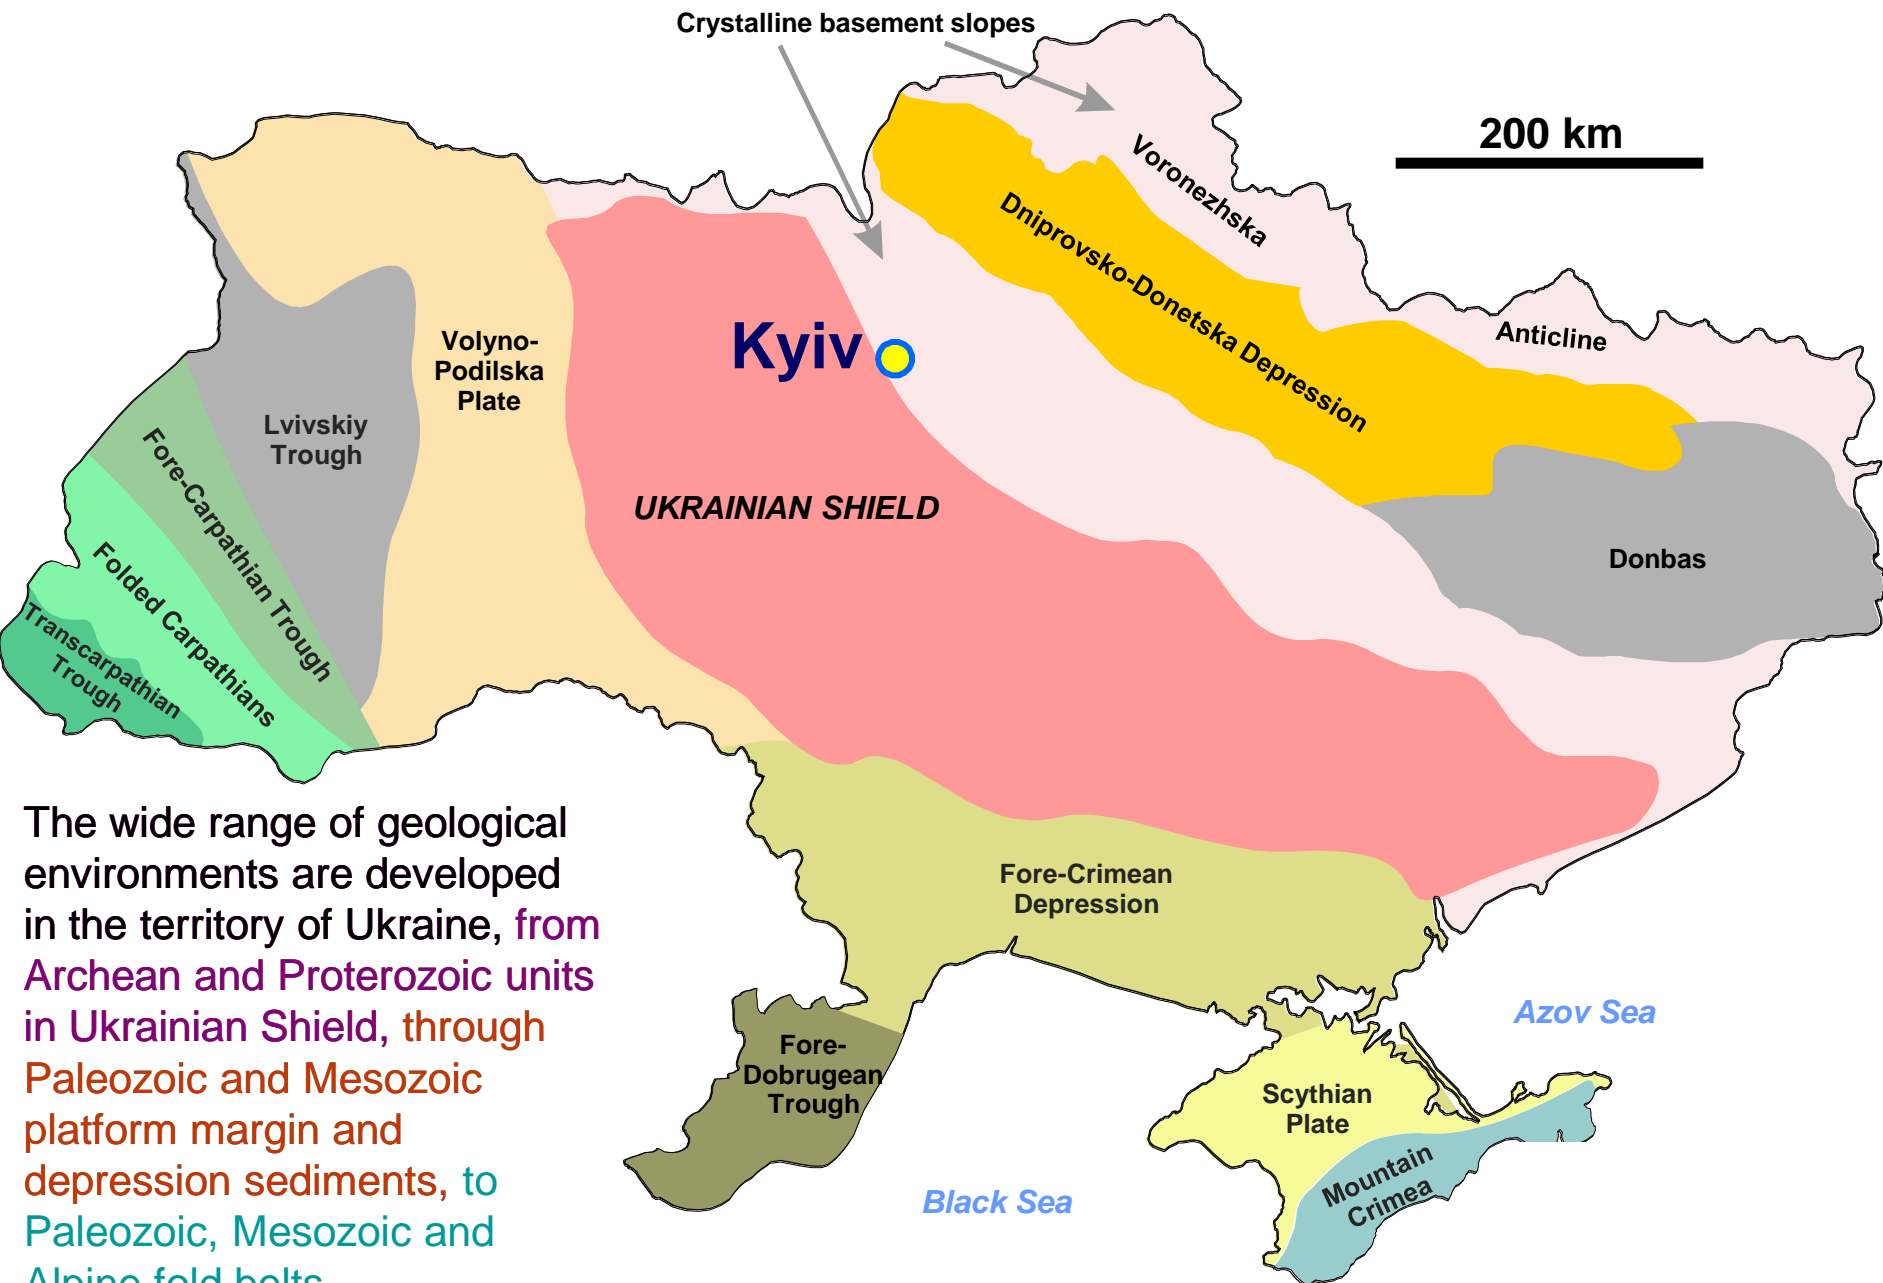 Crystalline basement slopes
200 km
Voronezhska
Anticline
Dniprovsko-Donetska Depression
Kyiv
Volyno-
Podilska
Plate
Lvivskiy
Trough
Fore-Carpathian Trough
Folded Carpathians
Transcarpathian
Trough
UKRAINIAN SHIELD
Donbas
Fore-Crimean
Depression
Fore-
Dobrugean
Trough
Scythian
Plate
Mountain
Crimea
Azov Sea
Black Sea
The wide range of geological
environments are developed
in the territory of Ukraine, from
Archean and Proterozoic units
in Ukrainian Shield, through
Paleozoic and Mesozoic
platform margin and
depression sediments, to
Paleozoic, Mesozoic and
Alpine fold belts